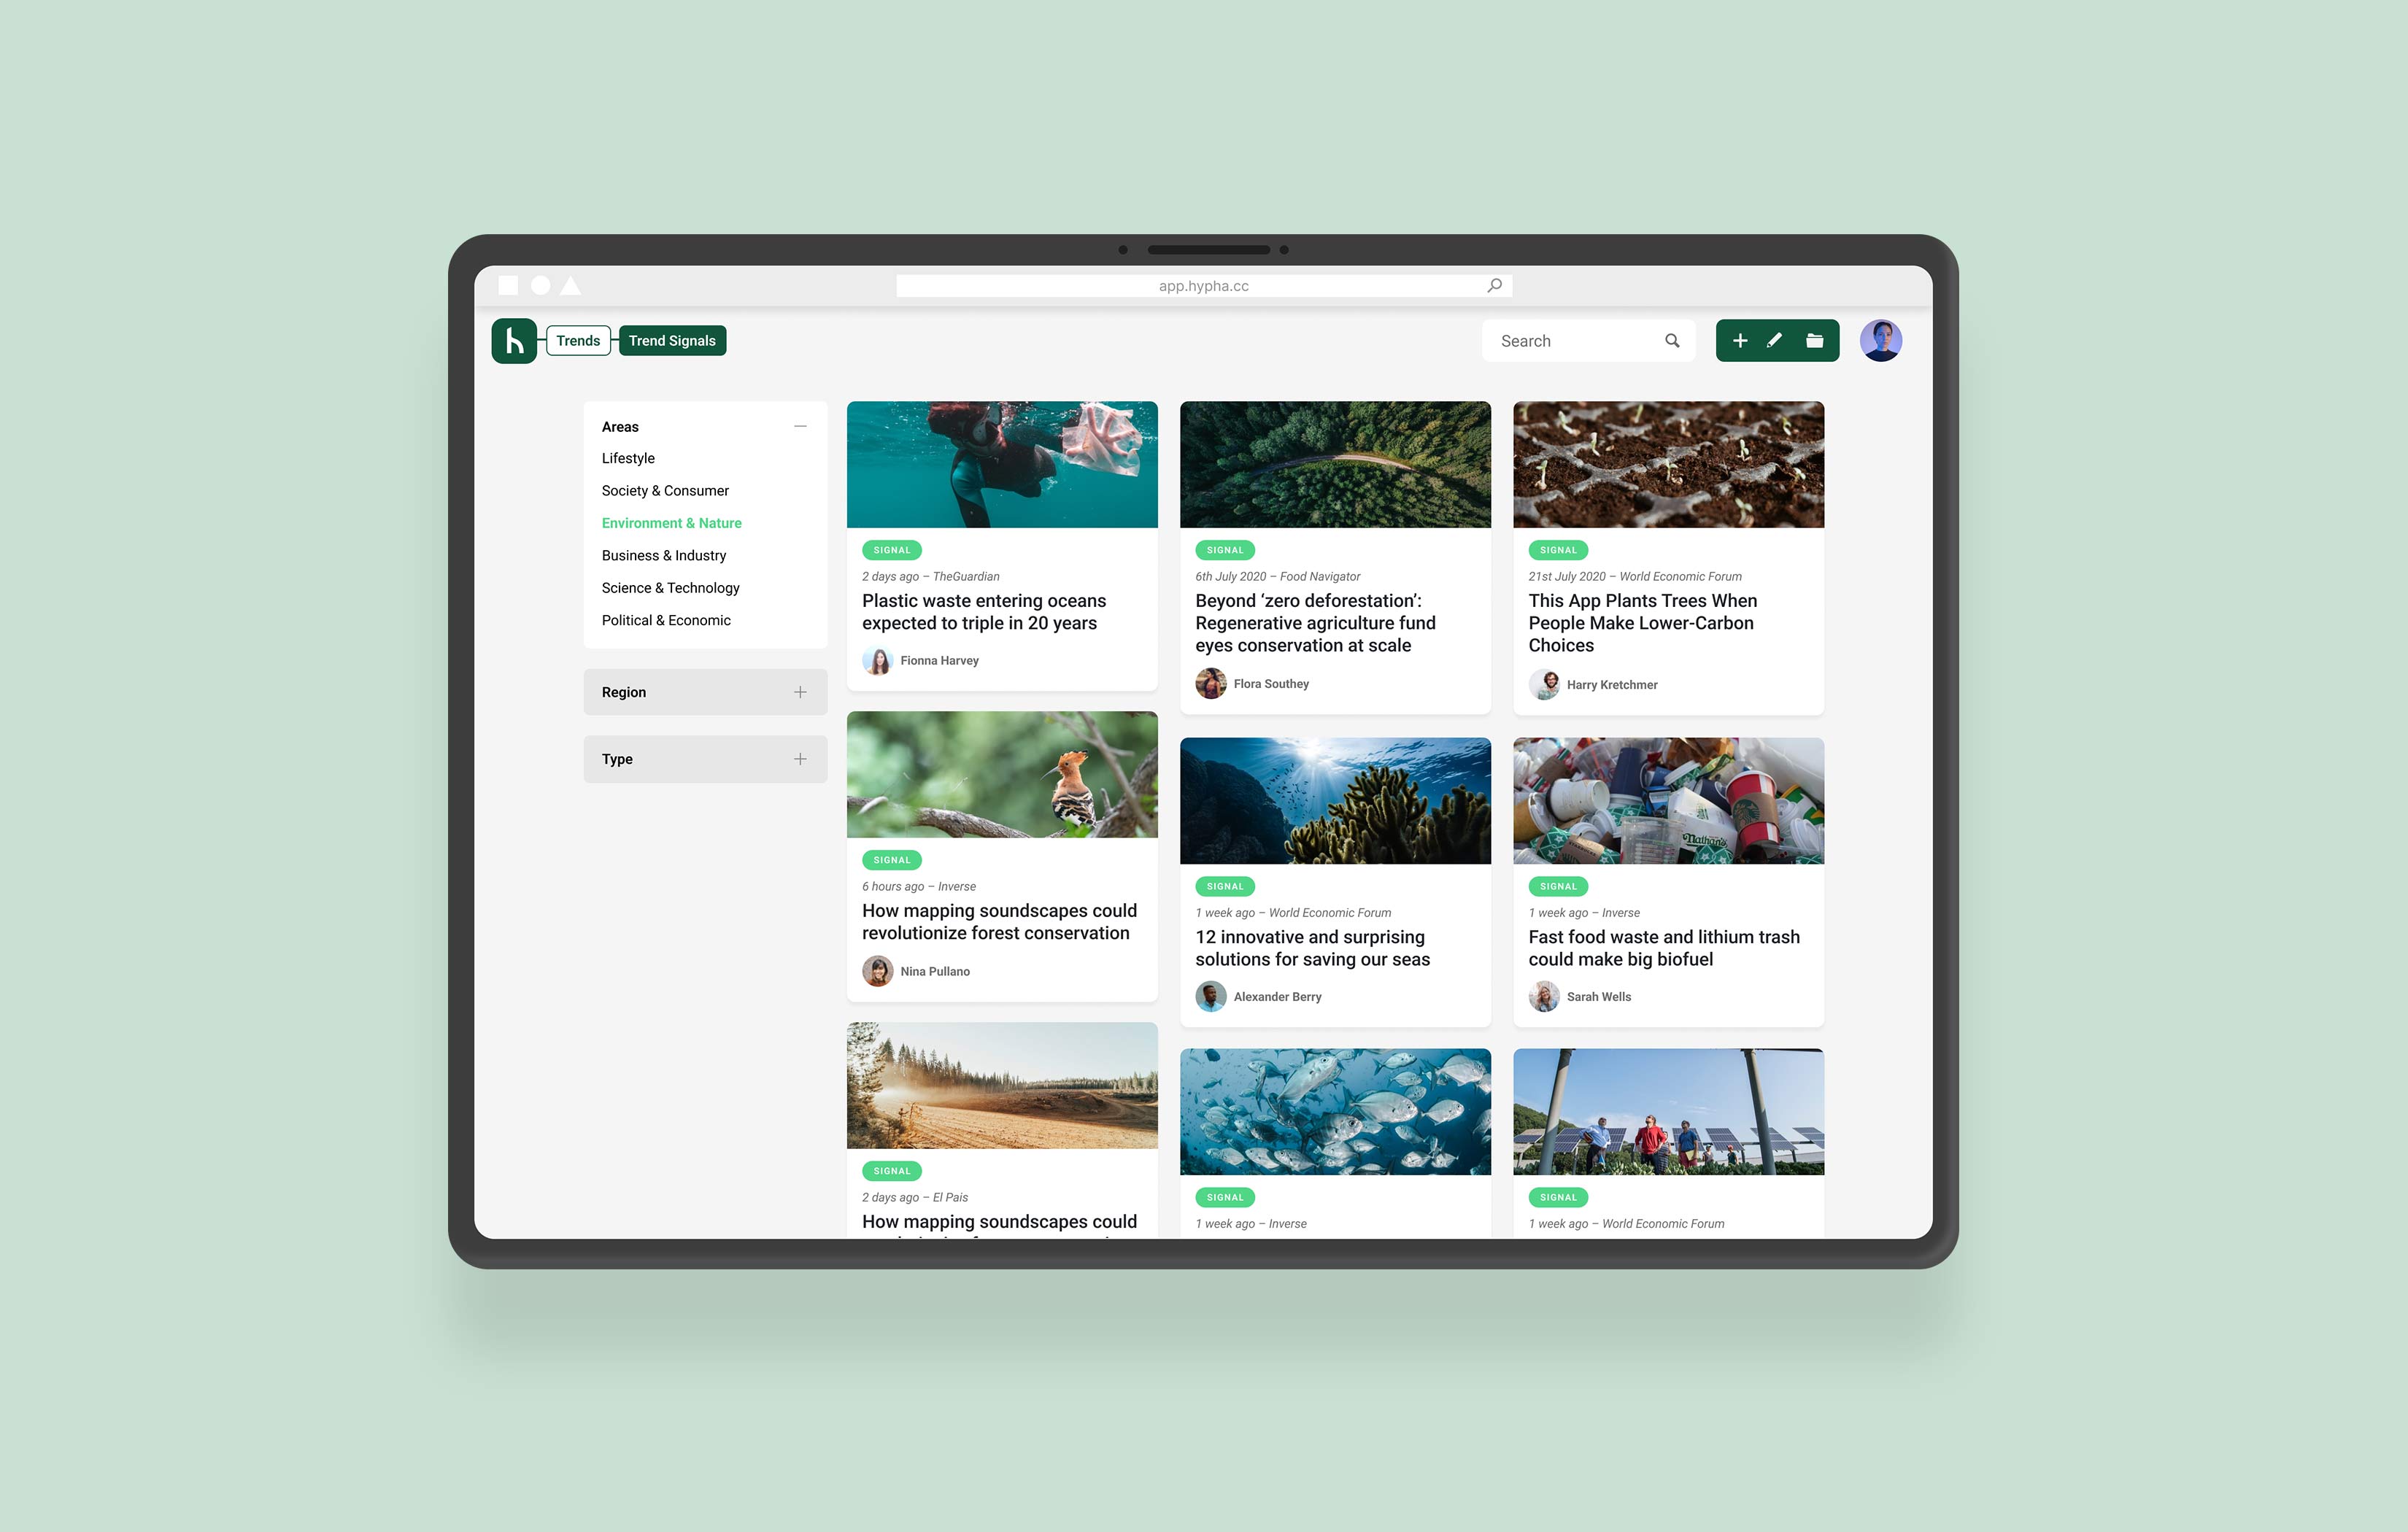 app.hypha.cc
h
Trends
Trend Signals
Search
Areas
Lifestyle
Society & Consumer
Environment & Nature
Business & Industry
Science & Technology
Political & Economic
Region
Type
SIGNAL
2 days ago – TheGuardian
Plastic waste entering oceans
expected to triple in 20 years
Fionna Harvey
SIGNAL
6th July 2020 – Food Navigator
Beyond ‘zero deforestation’:
Regenerative agriculture fund
eyes conservation at scale
Flora Southey
SIGNAL
21st July 2020 – World Economic Forum
This App Plants Trees When
People Make Lower-Carbon
Choices
Harry Kretchmer
SIGNAL
6 hours ago – Inverse
How mapping soundscapes could
revolutionize forest conservation
Nina Pullano
SIGNAL
1 week ago – World Economic Forum
12 innovative and surprising
solutions for saving our seas
Alexander Berry
Nathan's
SIGNAL
1 week ago – Inverse
Fast food waste and lithium trash
could make big biofuel
Sarah Wells
SIGNAL
2 days ago – El Pais
How mapping soundscapes could
SIGNAL
1 week ago – Inverse
SIGNAL
1 week ago – World Economic Forum